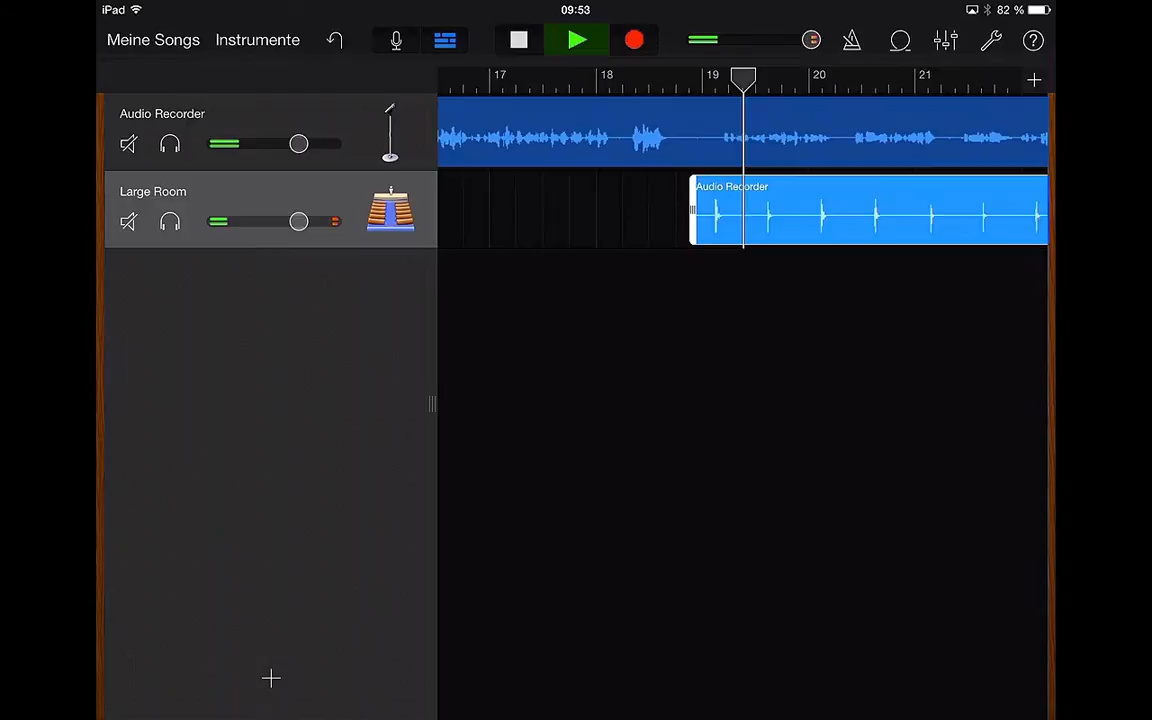 iPad 09:53 82 %
Meine Songs Instrumente
17 18 19 20 21
Audio Recorder
Large Room
Audio Recorder